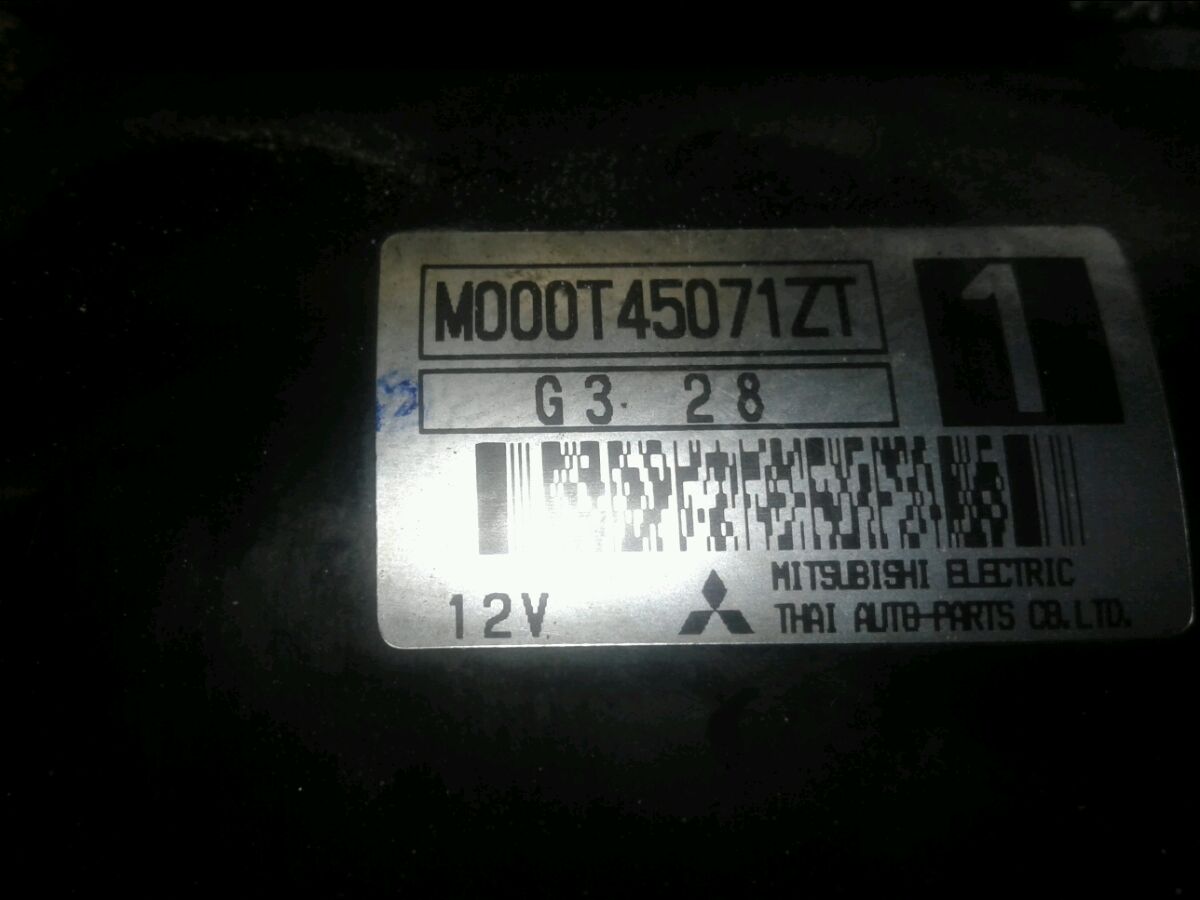 M000T45071ZT
1
G3 28
12V
MITSUBISHI ELECTRIC
THAI AUTO PARTS CO.LTD.